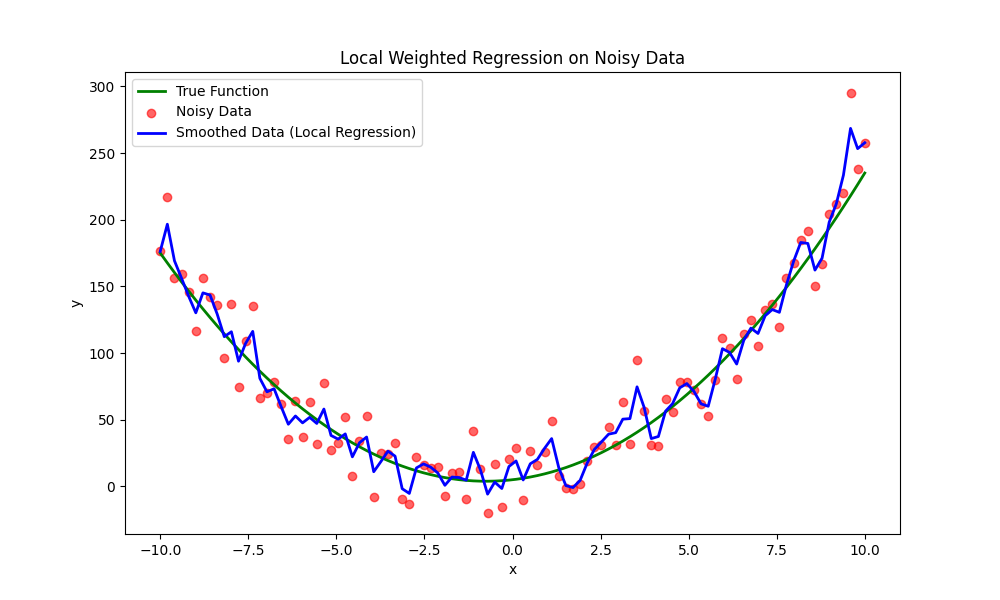 Local Weighted Regression on Noisy Data
True Function
Noisy Data
Smoothed Data (Local Regression)
300
250
200
150
100
50
0
y
−10.0 −7.5 −5.0 −2.5 0.0 2.5 5.0 7.5 10.0
x